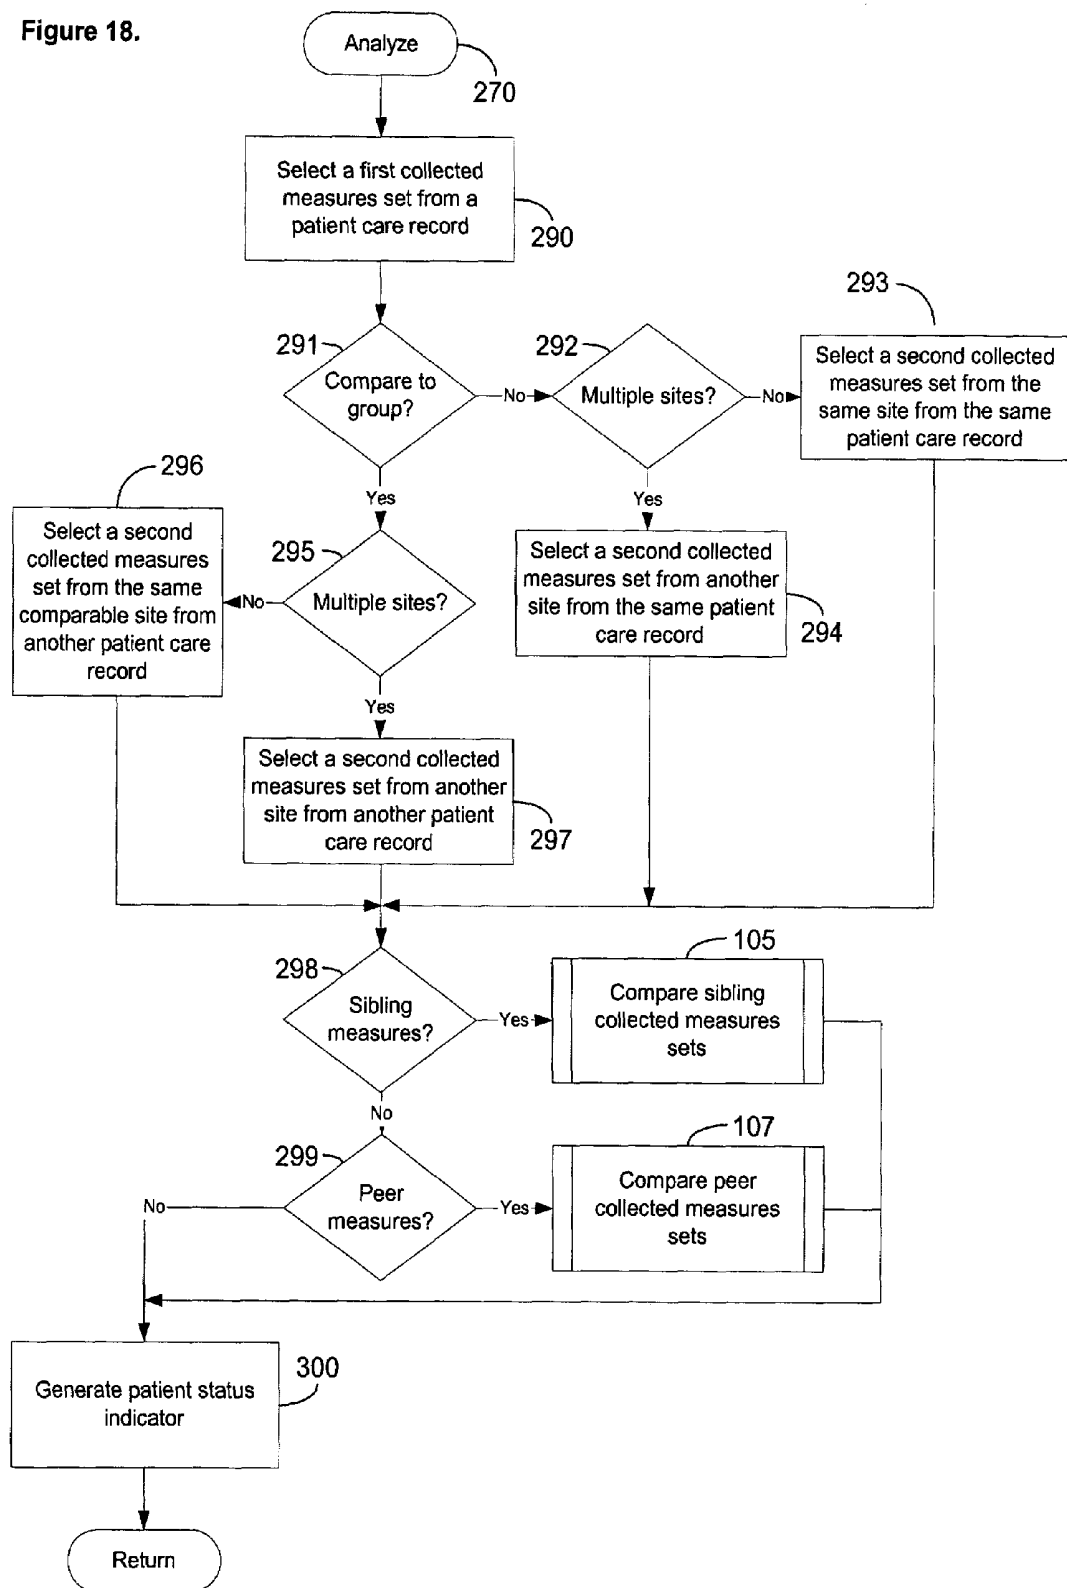 Figure 18.
Analyze
270
Select a first collected
measures set from a
patient care record
290
291
Compare to
group?
No
292
Multiple sites?
No
293
Select a second collected
measures set from the
same site from the same
patient care record
Yes
Yes
296
Select a second
collected measures
set from the same
comparable site from
another patient care
record
295
Multiple sites?
No
Select a second collected
measures set from another
site from the same patient
care record
294
Yes
Select a second collected
measures set from another
site from another patient
care record
297
298
Sibling
measures?
Yes
105
Compare sibling
collected measures
sets
No
299
Peer
measures?
No
Yes
107
Compare peer
collected measures
sets
Generate patient status
indicator
300
Return